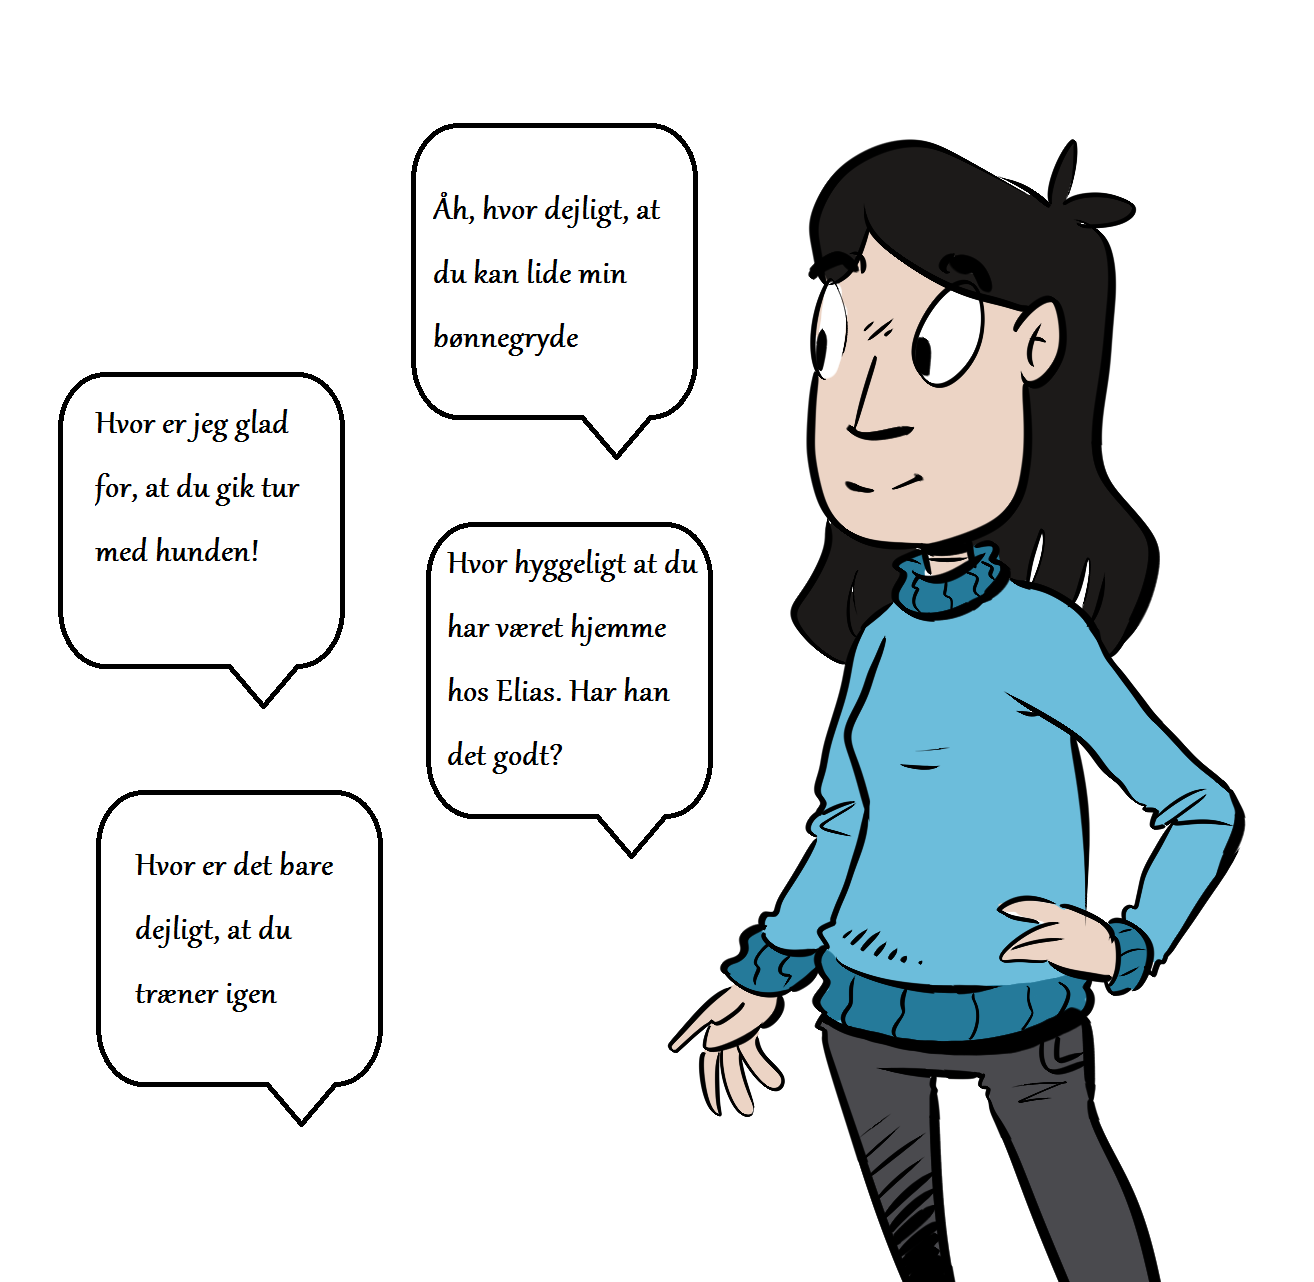 Åh, hvor dejligt, at
du kan lide min
bønnegryde
Hvor er jeg glad
for, at du gik tur
med hunden!
Hvor hyggeligt at du
har været hjemme
hos Elias. Har han
det godt?
Hvor er det bare
dejligt, at du
træner igen